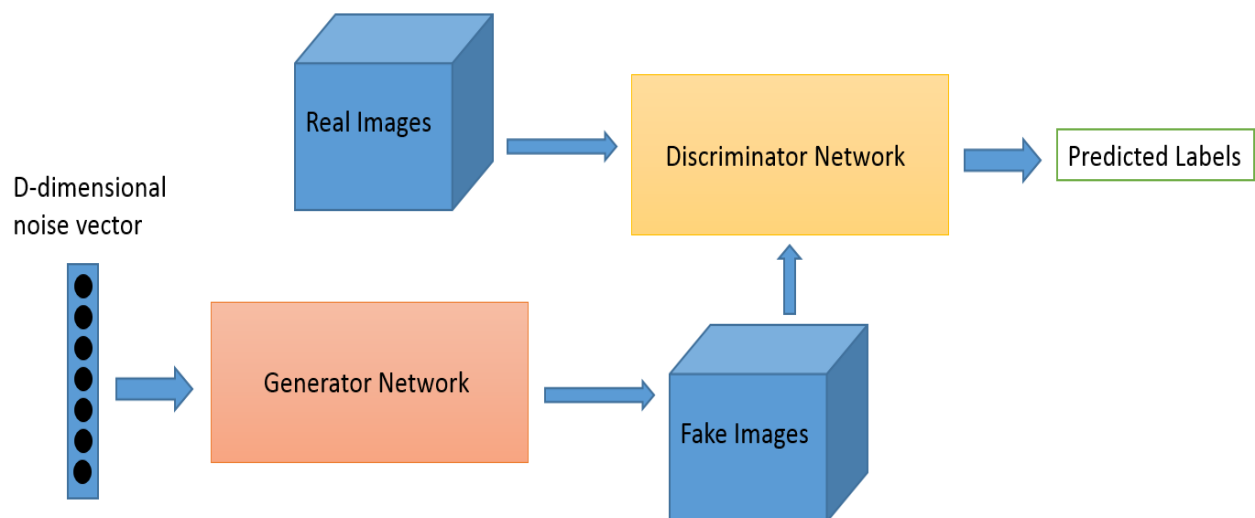 Real Images
Discriminator Network
Predicted Labels
D-dimensional
noise vector
Generator Network
Fake Images